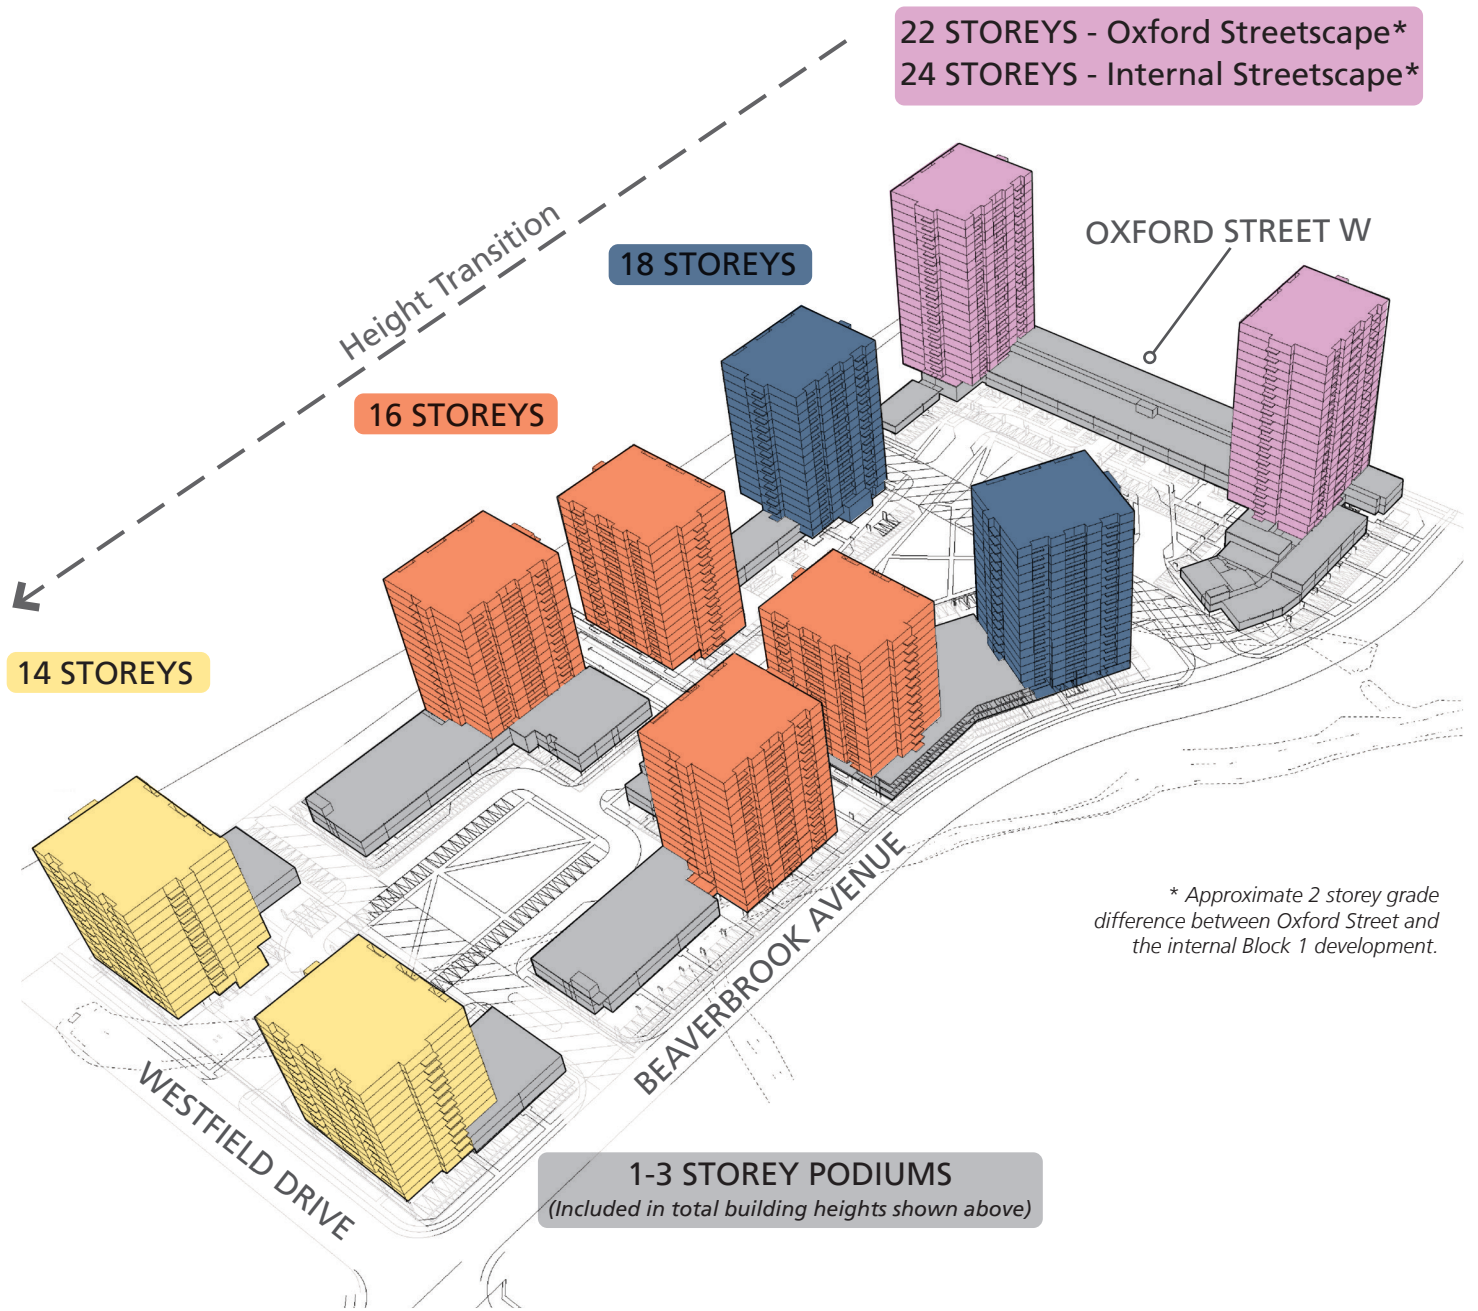 22 STOREYS - Oxford Streetscape*
24 STOREYS - Internal Streetscape*
OXFORD STREET W
Height Transition
18 STOREYS
16 STOREYS
14 STOREYS
* Approximate 2 storey grade
difference between Oxford Street and
the internal Block 1 development.
BEAVERBROOK AVENUE
WESTFIELD DRIVE
1-3 STOREY PODIUMS
(Included in total building heights shown above)